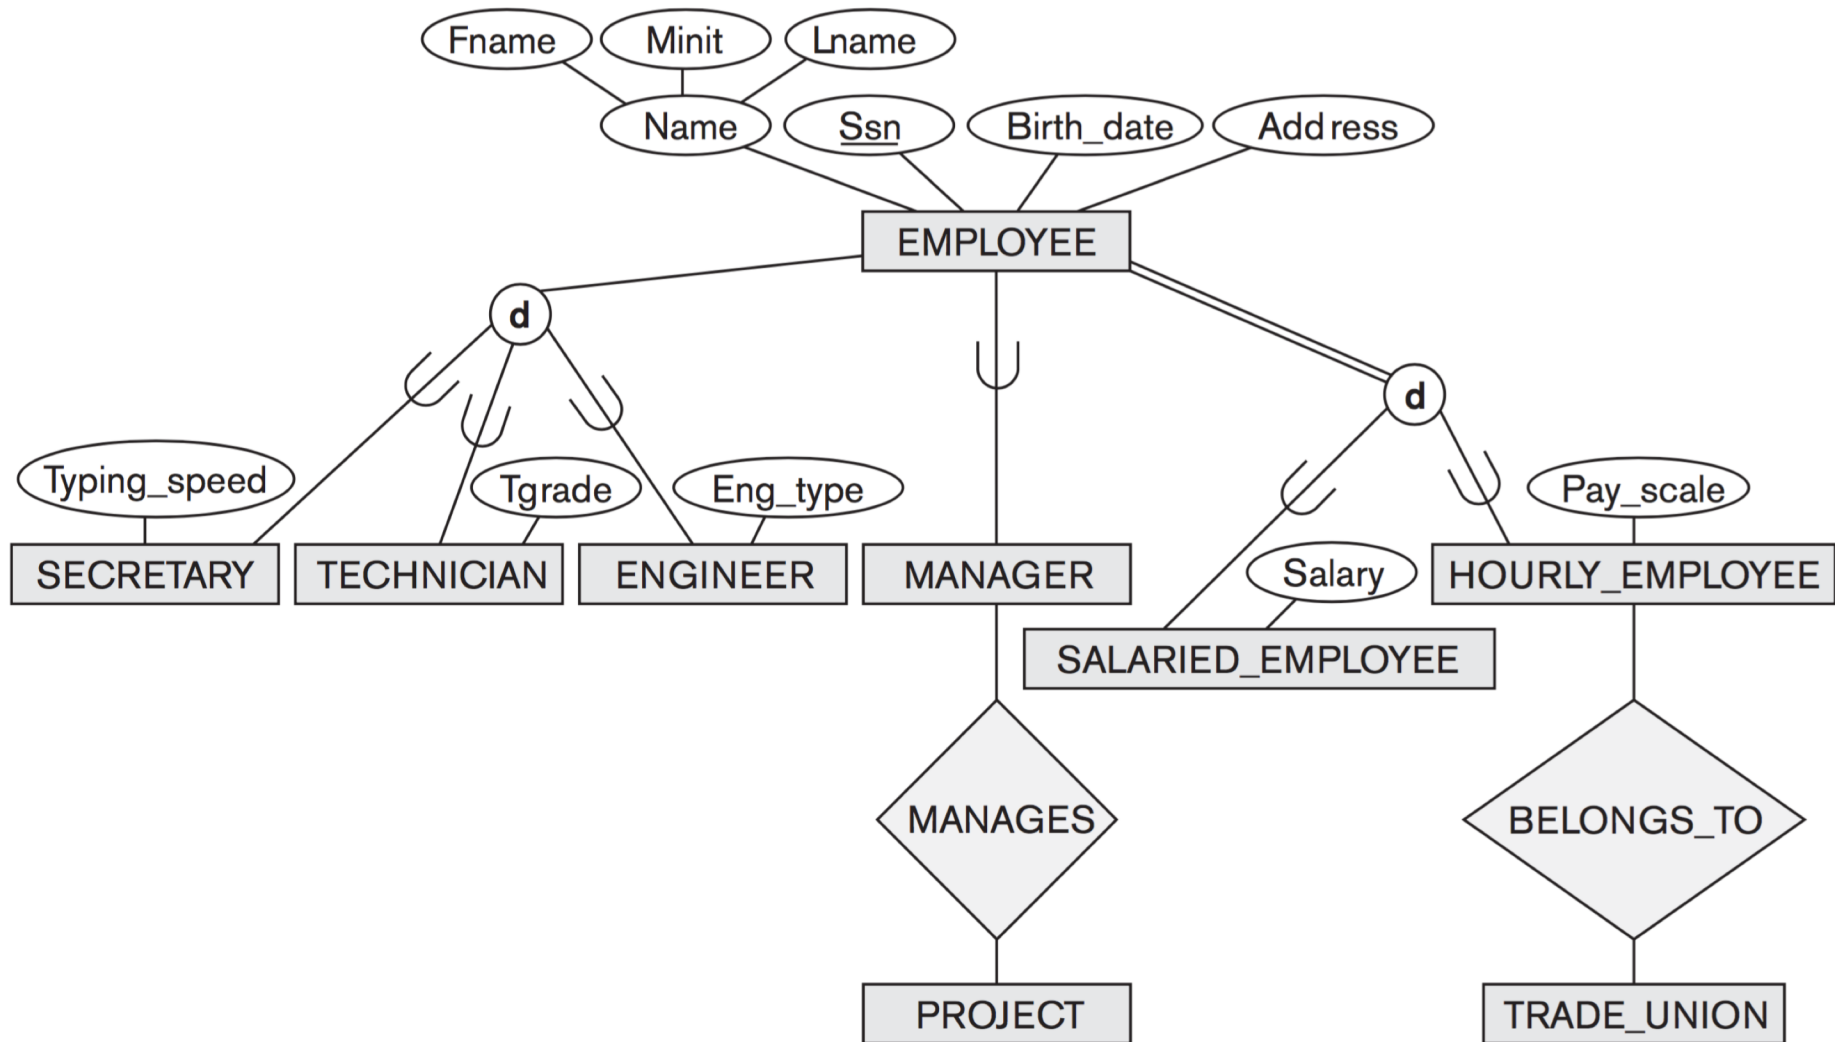 Fname Minit Lname
Name Ssn Birth_date Address
EMPLOYEE
d
d
Typing_speed Tgrade Eng_type Pay_scale
SECRETARY TECHNICIAN ENGINEER MANAGER Salary HOURLY_EMPLOYEE
SALARIED_EMPLOYEE
MANAGES BELONGS_TO
PROJECT TRADE_UNION